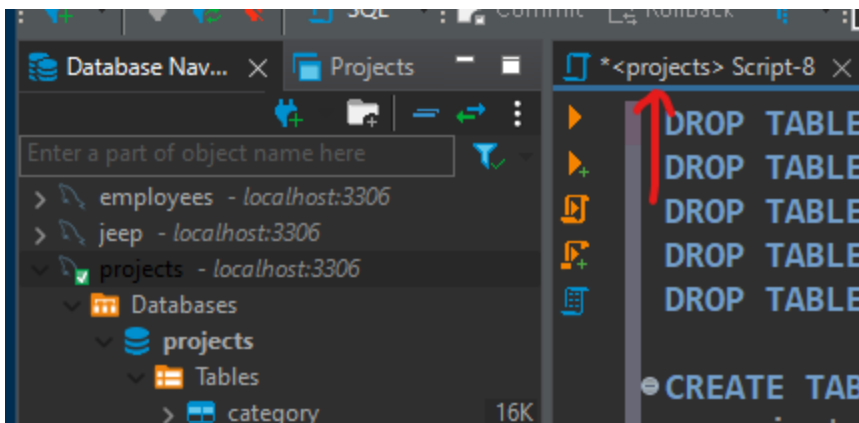 SQL Commit Rollback
Database Nav... Projects
*<projects> Script-8
Enter a part of object name here
employees - localhost:3306
jeep - localhost:3306
projects - localhost:3306
Databases
projects
Tables
category 16K
DROP TABLE
DROP TABLE
DROP TABLE
DROP TABLE
DROP TABLE
CREATE TAB